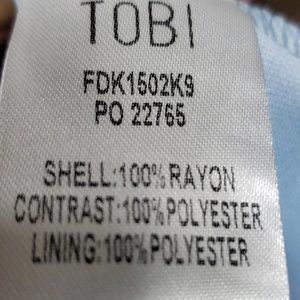 TOBI
FDK1502K9
PO 22765
SHELL:100%RAYON
CONTRAST:100%POLYESTER
LINING:100%POLYESTER